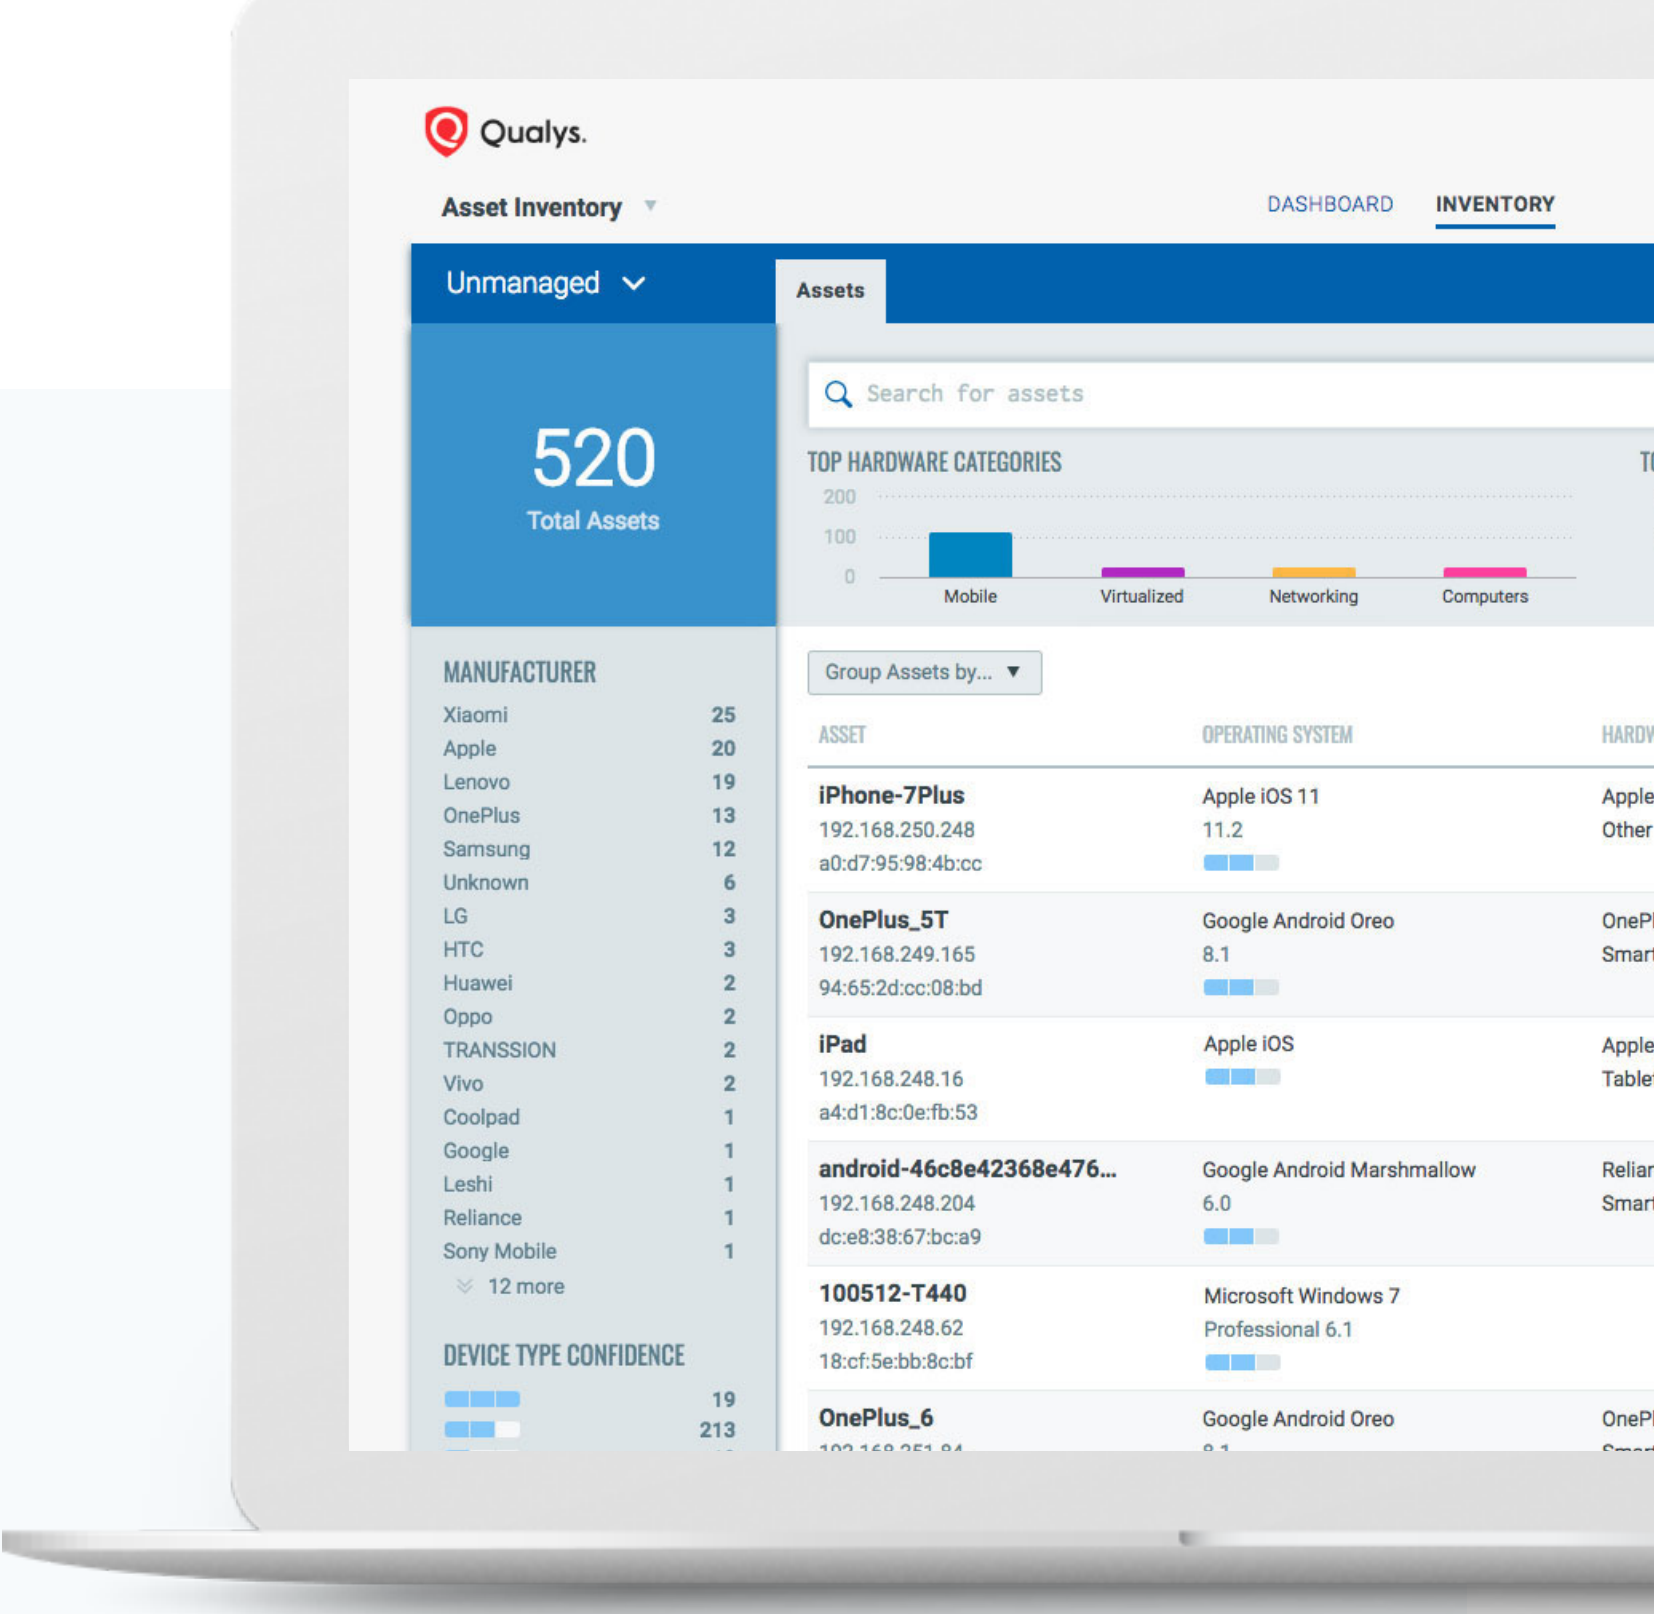 Qualys.
Asset Inventory
DASHBOARD INVENTORY
Unmanaged
Assets
520
Total Assets
Search for assets
TOP HARDWARE CATEGORIES
200
100
0
Mobile Virtualized Networking Computers
MANUFACTURER
Xiaomi 25
Apple 20
Lenovo 19
OnePlus 13
Samsung 12
Unknown 6
LG 3
HTC 3
Huawei 2
Oppo 2
TRANSSION 2
Vivo 2
Coolpad 1
Google 1
Leshi 1
Reliance 1
Sony Mobile 1
12 more
DEVICE TYPE CONFIDENCE
19
213
Group Assets by...
ASSET OPERATING SYSTEM
iPhone-7Plus Apple iOS 11 Apple
192.168.250.248 11.2 Other
a0:d7:95:98:4b:cc
OnePlus_5T Google Android Oreo
192.168.249.165 8.1
94:65:2d:cc:08:bd
iPad Apple iOS Apple
192.168.248.16
a4:d1:8c:0e:fb:53
android-46c8e42368e476... Google Android Marshmallow
192.168.248.204 6.0
dc:e8:38:67:bc:a9
100512-T440 Microsoft Windows 7
192.168.248.62 Professional 6.1
18:cf:5e:bb:8c:bf
OnePlus_6 Google Android Oreo